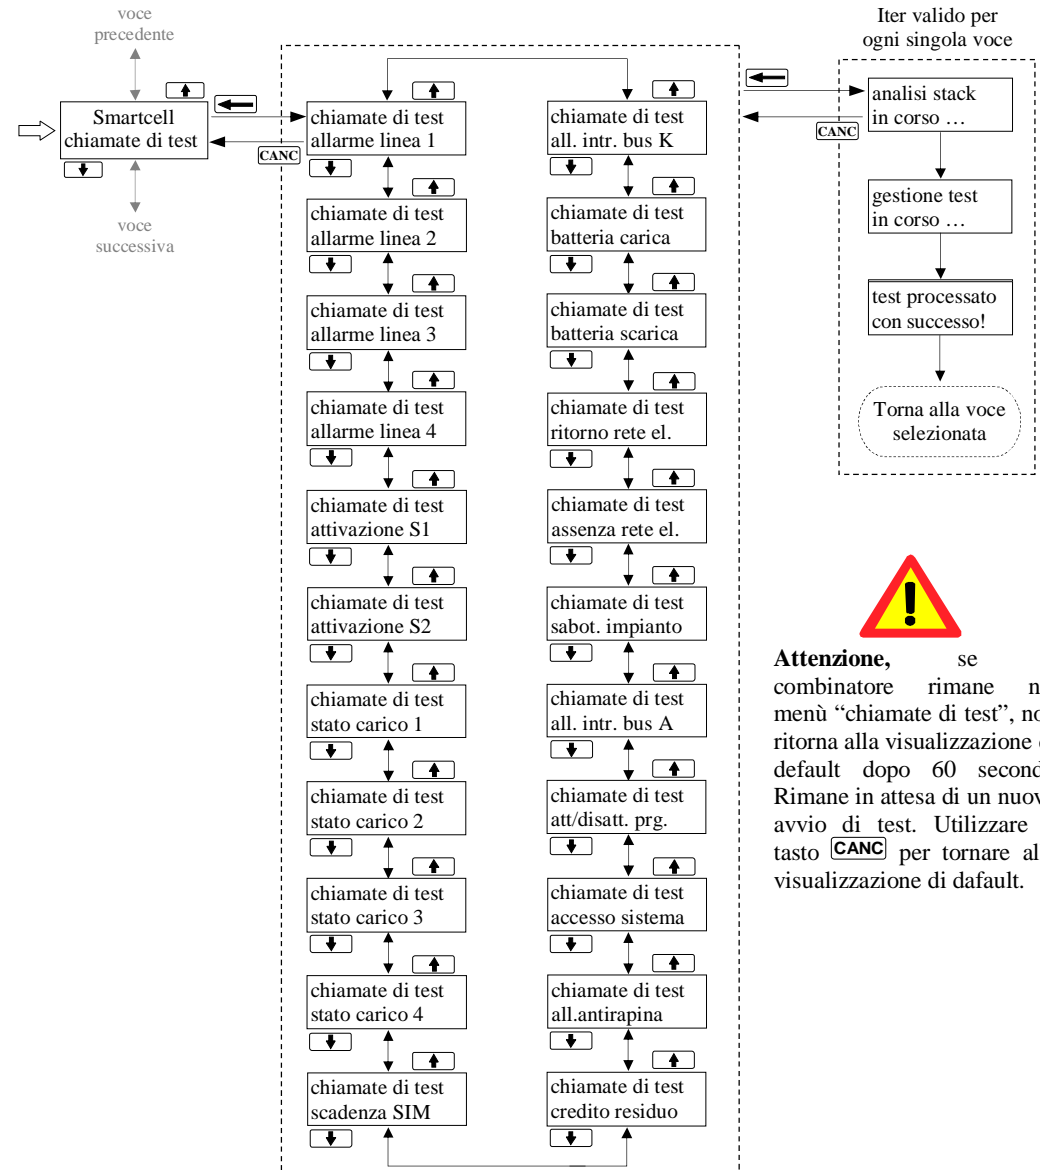 voce
precedente
Smartcell
chiamate di test
voce
successiva
CANC
chiamate di test
allarme linea 1
chiamate di test
allarme linea 2
chiamate di test
allarme linea 3
chiamate di test
allarme linea 4
chiamate di test
attivazione S1
chiamate di test
attivazione S2
chiamate di test
stato carico 1
chiamate di test
stato carico 2
chiamate di test
stato carico 3
chiamate di test
stato carico 4
chiamate di test
scadenza SIM
chiamate di test
all. intr. bus K
chiamate di test
batteria carica
chiamate di test
batteria scarica
chiamate di test
ritorno rete el.
chiamate di test
assenza rete el.
chiamate di test
sabot. impianto
chiamate di test
all. intr. bus A
chiamate di test
att/disatt. prg.
chiamate di test
accesso sistema
chiamate di test
all.antirapina
chiamate di test
credito residuo
Iter valido per
ogni singola voce
CANC
analisi stack
in corso …
gestione test
in corso …
test processato
con successo!
Torna alla voce
selezionata
Attenzione, se
combinatore rimane
menù “chiamate di test”,
ritorna alla visualizzazione
default dopo 60
Rimane in attesa di un
avvio di test. Utilizzare
tasto CANC per tornare
visualizzazione di dafault.